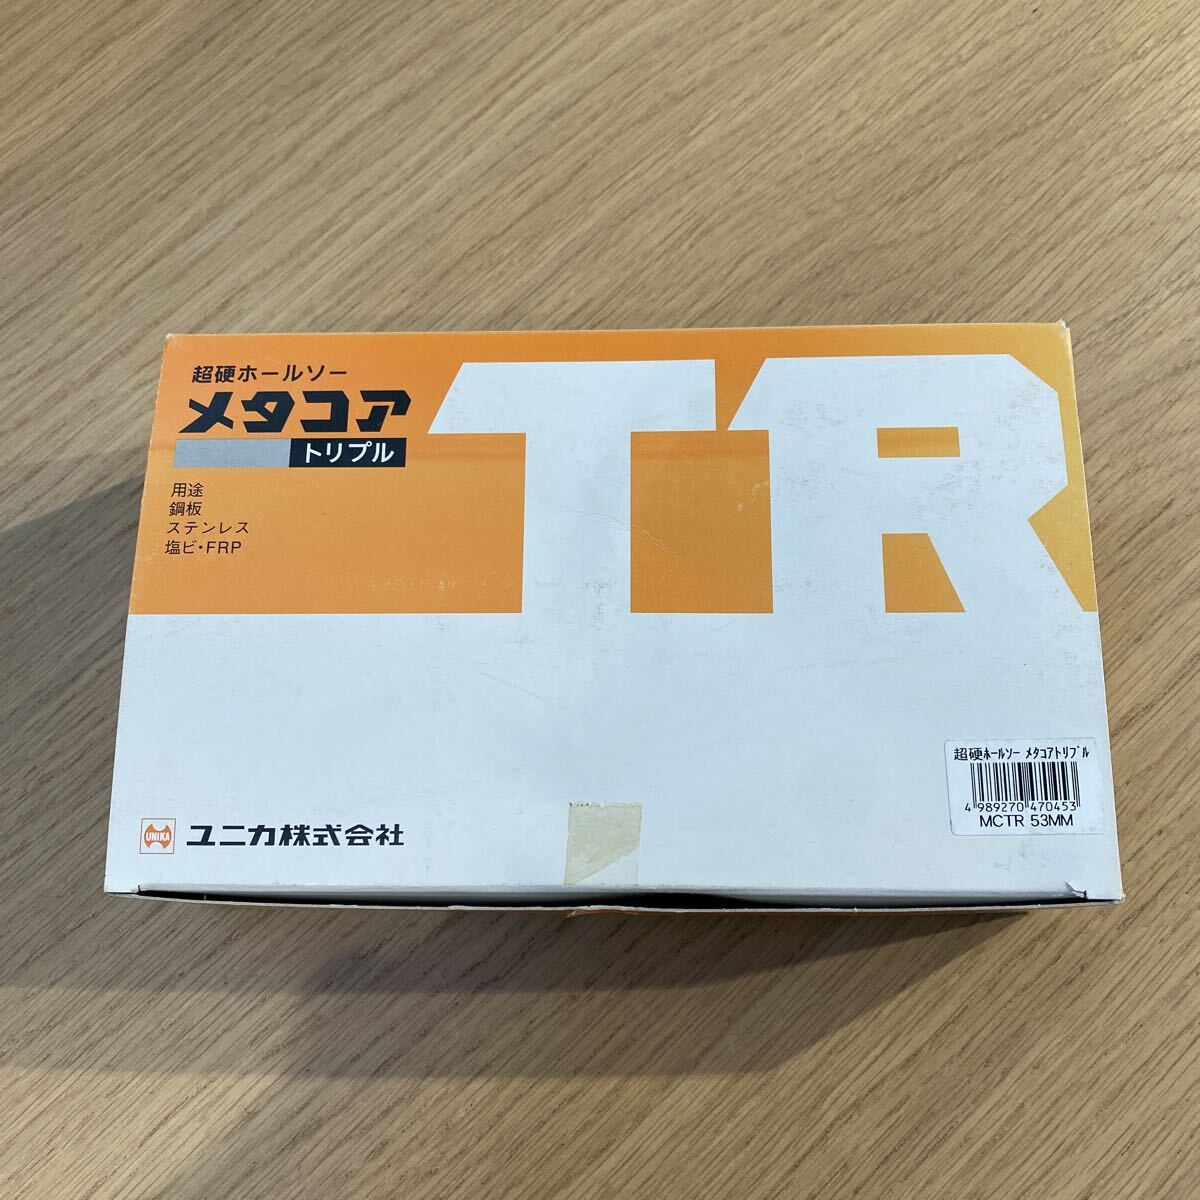 超硬ホールソー
メタコア
トリプル
TR
用途
鋼板
ステンレス
塩ビ・FRP
UNIKA
ユニカ株式会社
超硬ﾎｰﾙｿｰ ﾒﾀｺｱﾄﾘﾌﾟﾙ
4 989270 470453
MCTR 53MM